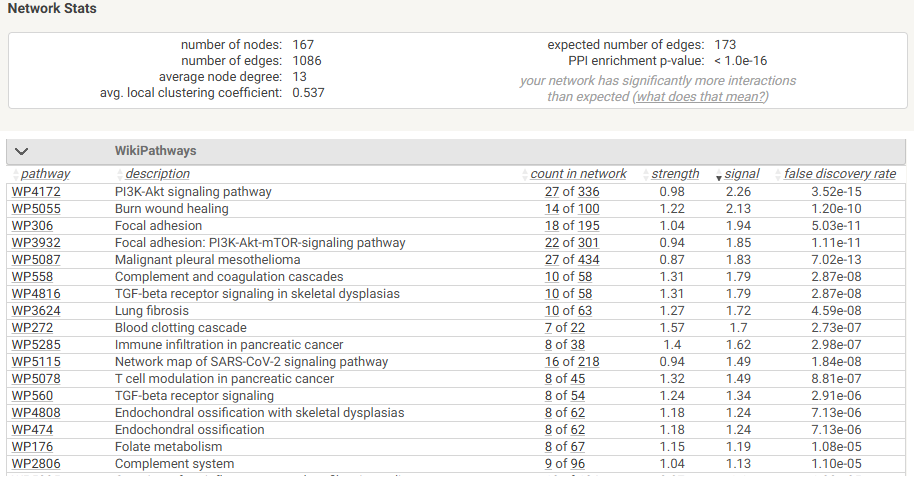 Network Stats
number of nodes: 167
number of edges: 1086
average node degree: 13
avg. local clustering coefficient: 0.537
expected number of edges: 173
PPI enrichment p-value: < 1.0e-16
your network has significantly more interactions
than expected (what does that mean?)
WikiPathways
pathway description count in network strength signal false discovery rate
WP4172 PI3K-Akt signaling pathway 27 of 336 0.98 2.26 3.52e-15
WP5055 Burn wound healing 14 of 100 1.22 2.13 1.20e-10
WP306 Focal adhesion 18 of 195 1.04 1.94 5.03e-11
WP3932 Focal adhesion: PI3K-Akt-mTOR-signaling pathway 22 of 301 0.94 1.85 1.11e-11
WP5087 Malignant pleural mesothelioma 27 of 434 0.87 1.83 7.02e-13
WP558 Complement and coagulation cascades 10 of 58 1.31 1.79 2.87e-08
WP4816 TGF-beta receptor signaling in skeletal dysplasias 10 of 58 1.31 1.79 2.87e-08
WP3624 Lung fibrosis 10 of 63 1.27 1.72 4.59e-08
WP272 Blood clotting cascade 7 of 22 1.57 1.7 2.73e-07
WP5285 Immune infiltration in pancreatic cancer 8 of 38 1.4 1.62 2.98e-07
WP5115 Network map of SARS-CoV-2 signaling pathway 16 of 218 0.94 1.49 1.84e-08
WP5078 T cell modulation in pancreatic cancer 8 of 45 1.32 1.49 8.81e-07
WP560 TGF-beta receptor signaling 8 of 54 1.24 1.34 2.91e-06
WP4808 Endochondral ossification with skeletal dysplasias 8 of 62 1.18 1.24 7.13e-06
WP474 Endochondral ossification 8 of 62 1.18 1.24 7.13e-06
WP176 Folate metabolism 8 of 67 1.15 1.19 1.08e-05
WP2806 Complement system 9 of 96 1.04 1.13 1.10e-05